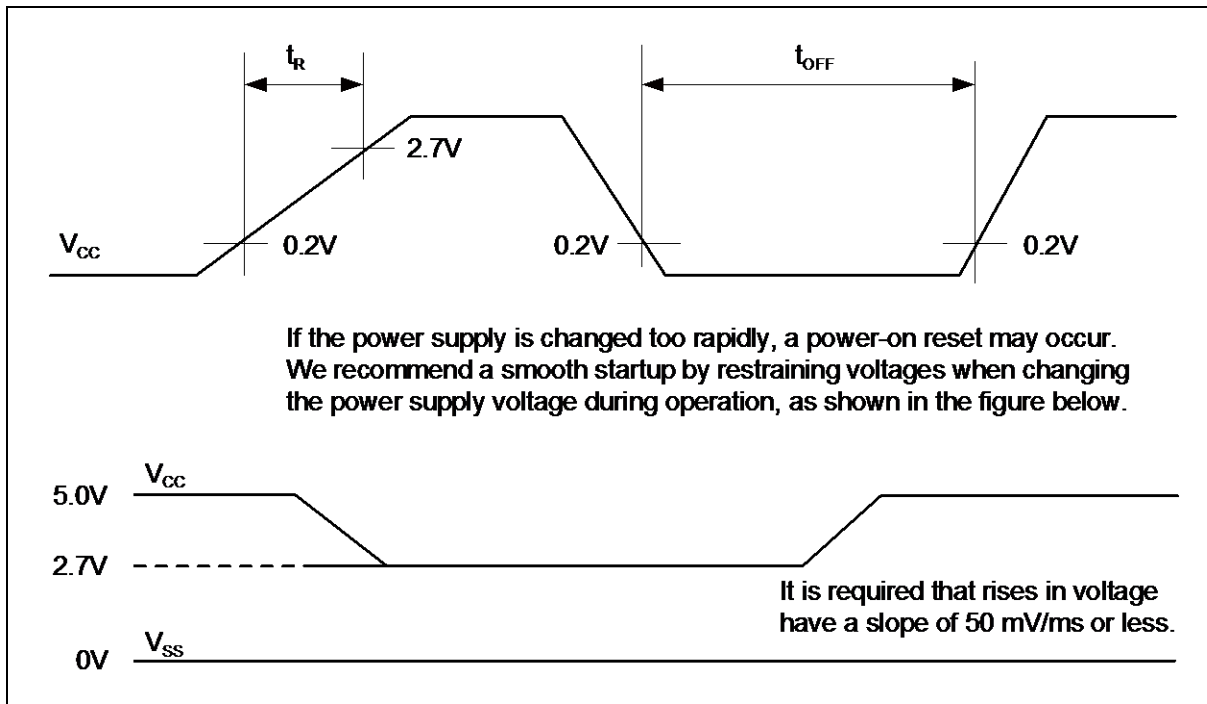 tR
tOFF
2.7V
VCC
0.2V
0.2V
0.2V
If the power supply is changed too rapidly, a power-on reset may occur.
We recommend a smooth startup by restraining voltages when changing
the power supply voltage during operation, as shown in the figure below.
VCC
5.0V
2.7V
It is required that rises in voltage
have a slope of 50 mV/ms or less.
VSS
0V